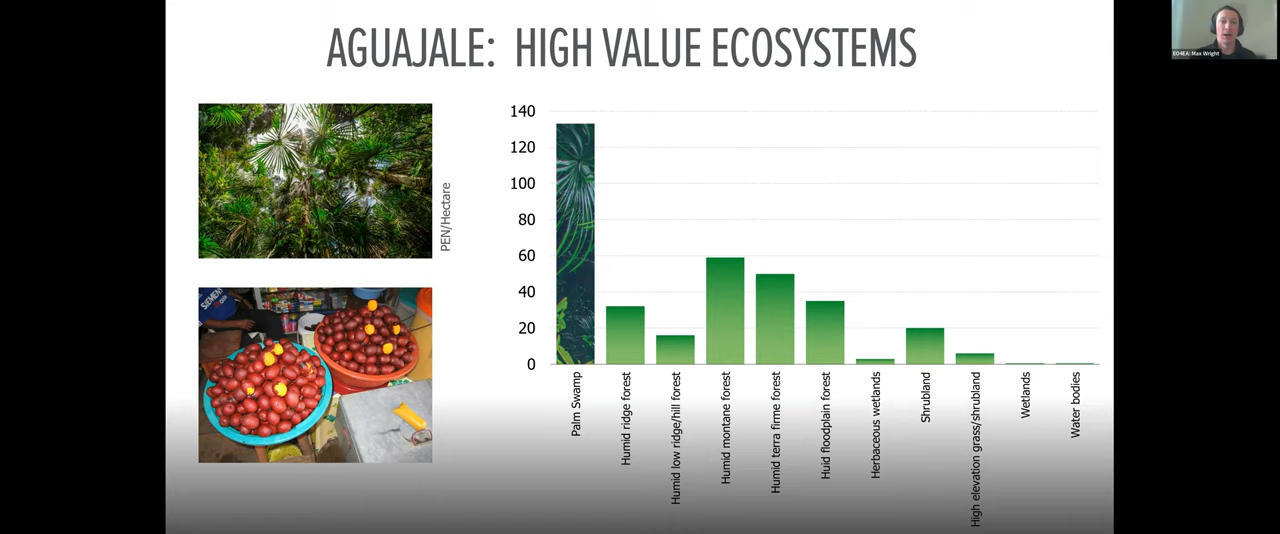 AGUAJALE: HIGH VALUE ECOSYSTEMS
EO4EA: Max Wright
PEN/Hectare
140
120
100
80
60
40
20
0
Palm Swamp
Humid ridge forest
Humid low ridge/hill forest
Humid montane forest
Humid terra firme forest
Huid floodplain forest
Herbaceous wetlands
Shrubland
High elevation grass/shrubland
Wetlands
Water bodies
SIEMENS